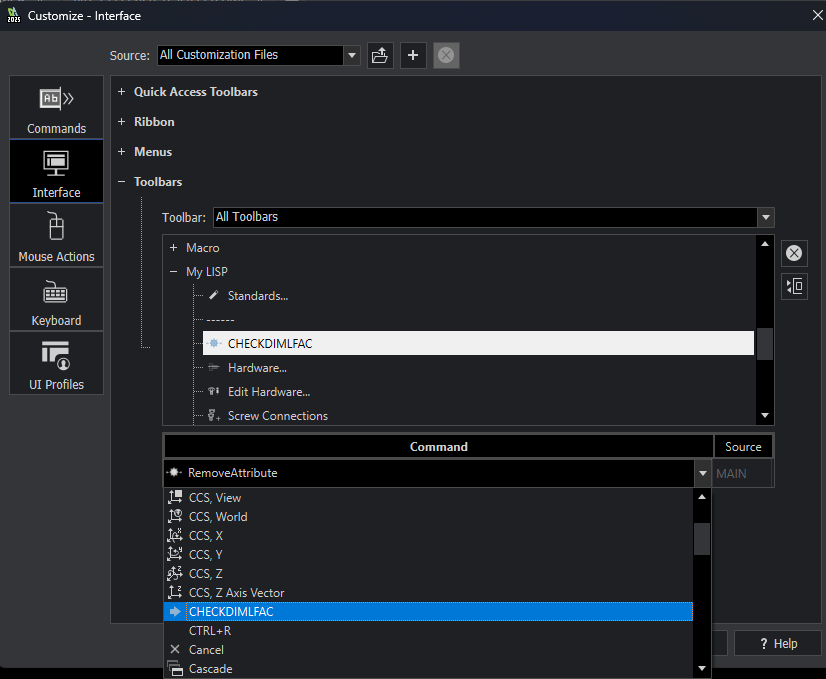 2025 Customize - Interface
Source: All Customization Files
Ab
Commands
Interface
Mouse Actions
Keyboard
UI Profiles
+ Quick Access Toolbars
+ Ribbon
+ Menus
− Toolbars
Toolbar: All Toolbars
+ Macro
− My LISP
Standards...
------
CHECKDIMLFAC
Hardware...
Edit Hardware...
Screw Connections
Command Source
RemoveAttribute MAIN
CCS, View
CCS, World
CCS, X
CCS, Y
CCS, Z
CCS, Z Axis Vector
CHECKDIMLFAC
CTRL+R
Cancel
Cascade
? Help